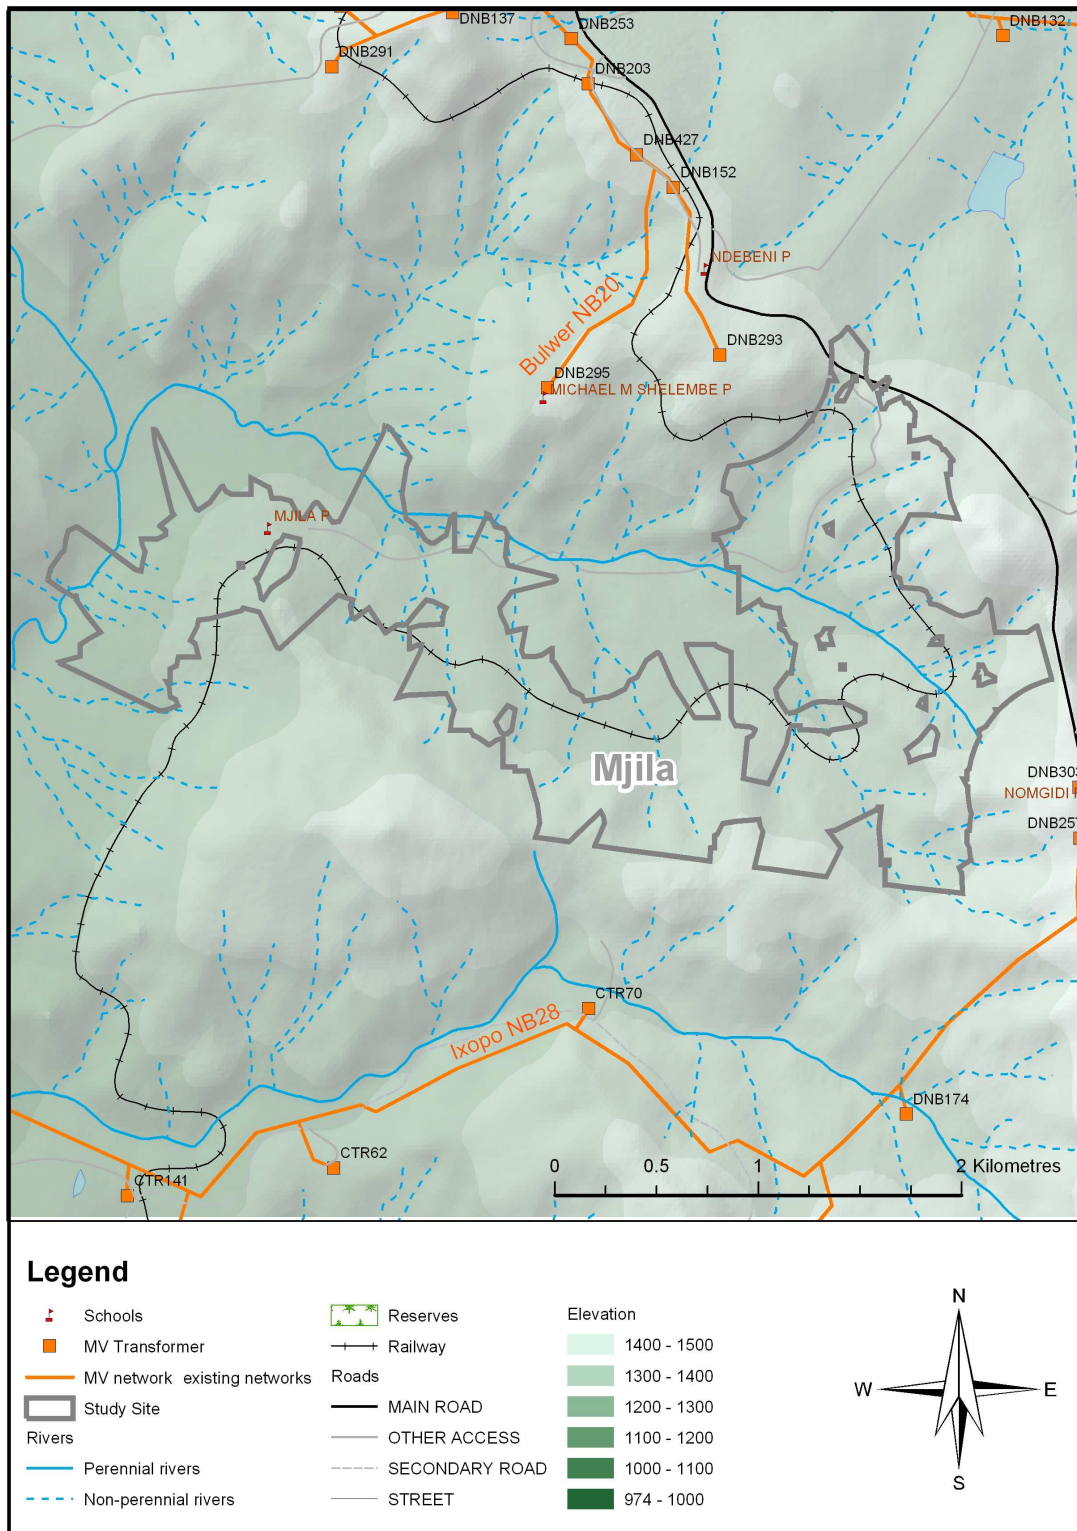 DNB137
DNB253
DNB132
DNB291
DNB203
DNB427
DNB152
NDEBENI P
Bulwer NB20
DNB293
DNB295
MICHAEL M SHELEMBE P
MJILA P
Mjila
DNB303
NOMGIDI
DNB257
CTR70
Ixopo NB28
DNB174
CTR62
CTR141
0 0.5 1 2 Kilometres
Legend
Schools
MV Transformer
MV network existing networks
Study Site
Rivers
Perennial rivers
Non-perennial rivers
Reserves
Railway
Roads
MAIN ROAD
OTHER ACCESS
SECONDARY ROAD
STREET
Elevation
1400 - 1500
1300 - 1400
1200 - 1300
1100 - 1200
1000 - 1100
974 - 1000
N
W E
S